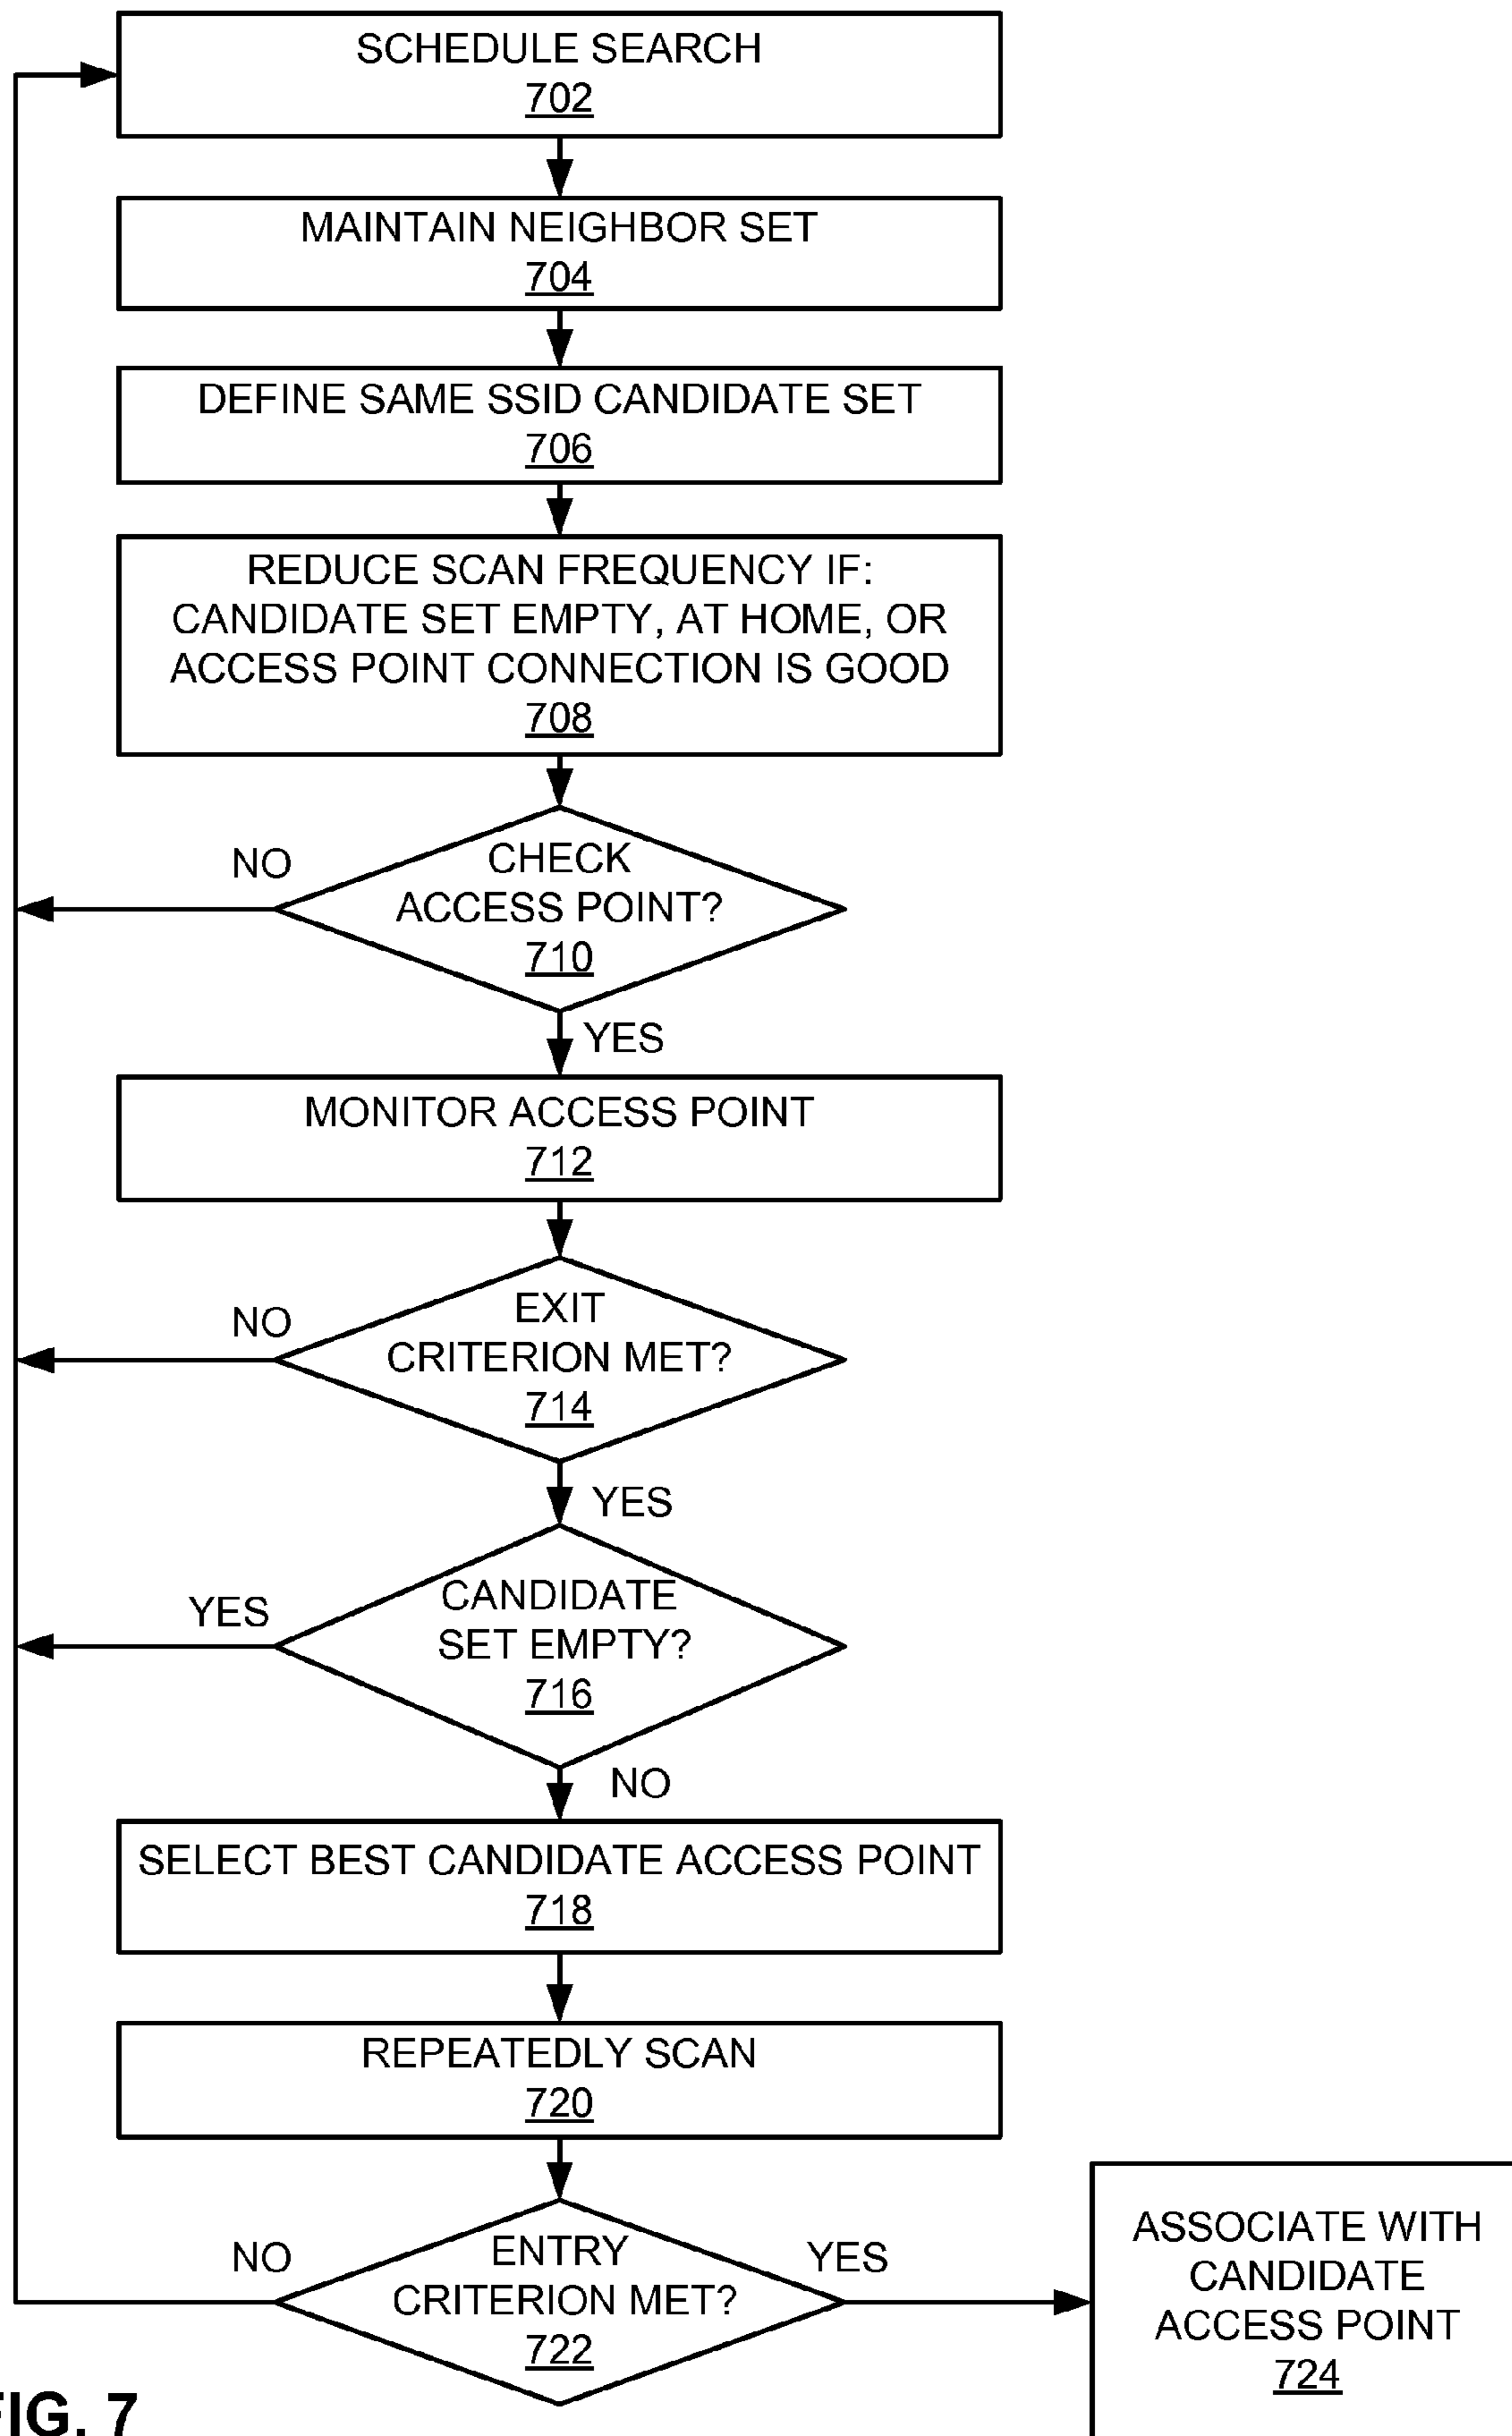 SCHEDULE SEARCH
702
MAINTAIN NEIGHBOR SET
704
DEFINE SAME SSID CANDIDATE SET
706
REDUCE SCAN FREQUENCY IF:
CANDIDATE SET EMPTY, AT HOME, OR
ACCESS POINT CONNECTION IS GOOD
708
NO
CHECK
ACCESS POINT?
710
YES
MONITOR ACCESS POINT
712
NO
EXIT
CRITERION MET?
714
YES
YES
CANDIDATE
SET EMPTY?
716
NO
SELECT BEST CANDIDATE ACCESS POINT
718
REPEATEDLY SCAN
720
NO
ENTRY
CRITERION MET?
722
YES
ASSOCIATE WITH
CANDIDATE
ACCESS POINT
724
FIG. 7